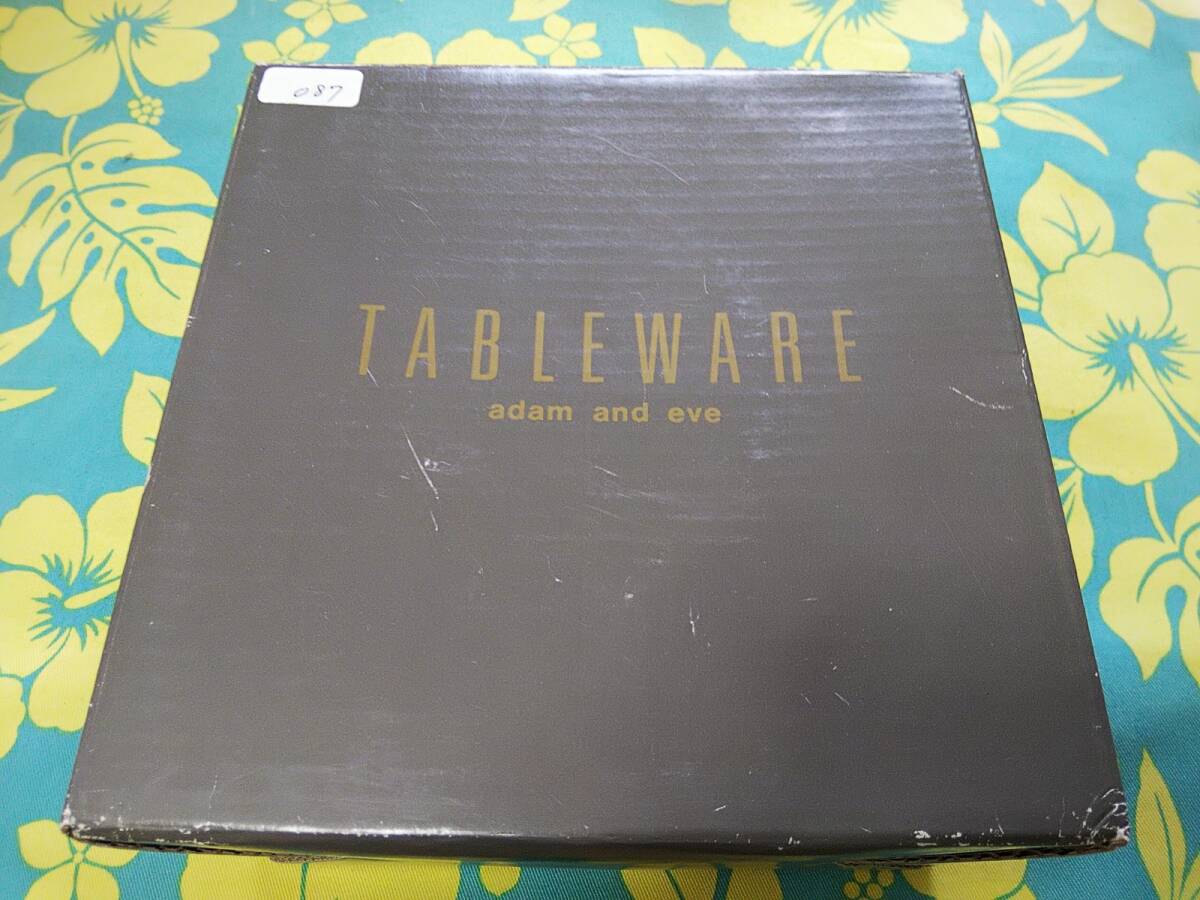 087
TABLEWARE
adam and eve